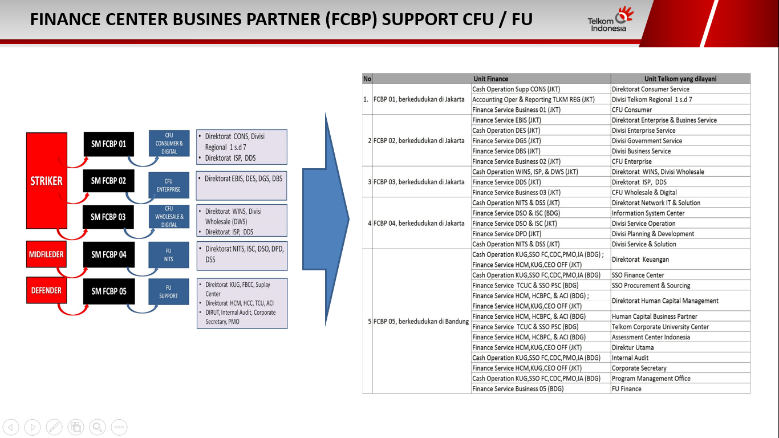 FINANCE CENTER BUSINES PARTNER (FCBP) SUPPORT CFU / FU
Telkom
Indonesia
STRIKER
MIDFILEDER
DEFENDER
SM FCBP 01
SM FCBP 02
SM FCBP 03
SM FCBP 04
SM FCBP 05
CFU
CONSUMER &
DIGITAL
CFU
ENTERPRISE
CFU
WHOLESALE &
DIGITAL
FU
NITS
FU
SUPPORT
• Direktorat CONS, Divisi
Regional 1 s.d 7
• Direktorat ISP, DDS
• Direktorat EBIS, DES, DGS, DBS
• Direktorat WINS, Divisi
Wholesale (DWS)
• Direktorat ISP, DDS
• Direktorat NITS, ISC, DSO, DPD,
DSS
• Direktorat KUG, FBCC, Suplay
Center
• Direktorat HCM, HCC, TCU, ACI
• DIRUT, Internal Audit, Corporate
Secretary, PMO
No Unit Finance Unit Telkom yang dilayani
1. FCBP 01, berkedudukan di Jakarta
Cash Operation Supp CONS (JKT) Direktorat Consumer Service
Accounting Oper & Reporting TLKM REG (JKT) Divisi Telkom Regional 1 s.d 7
Finance Service Business 01 (JKT) CFU Consumer
2 FCBP 02, berkedudukan di Jakarta
Finance Service EBIS (JKT) Direktorat Enterprise & Busines Service
Cash Operation DES (JKT) Divisi Enterprise Service
Finance Service DGS (JKT) Divisi Government Service
Finance Service DBS (JKT) Divisi Business Service
Finance Service Business 02 (JKT) CFU Enterprise
3 FCBP 03, berkedudukan di Jakarta
Cash Operation WINS, ISP, & DWS (JKT) Direktorat WINS, Divisi Wholesale
Finance Service DDS (JKT) Direktorat ISP, DDS
Finance Service Business 03 (JKT) CFU Wholesale & Digital
4 FCBP 04, berkedudukan di Jakarta
Cash Operation NITS & DSS (JKT) Direktorat Network IT & Solution
Finance Service DSO & ISC (BDG) Information System Center
Finance Service DSO & ISC (JKT) Divisi Service Operation
Finance Service DPD (JKT) Divisi Planning & Development
Cash Operation NITS & DSS (JKT) Divisi Service & Solution
5 FCBP 05, berkedudukan di Bandung
Cash Operation KUG,SSO FC,CDC,PMO,IA (BDG) ;
Finance Service HCM,KUG,CEO OFF (JKT) Direktorat Keuangan
Cash Operation KUG,SSO FC,CDC,PMO,IA (BDG) SSO Finance Center
Finance Service TCUC & SSO PSC (BDG) SSO Procurement & Sourcing
Finance Service HCM, HCBPC, & ACI (BDG) ;
Finance Service HCM,KUG,CEO OFF (JKT) Direktorat Human Capital Management
Finance Service HCM, HCBPC, & ACI (BDG) Human Capital Business Partner
Finance Service TCUC & SSO PSC (BDG) Telkom Corporate University Center
Finance Service HCM, HCBPC, & ACI (BDG) Assessment Center Indonesia
Finance Service HCM,KUG,CEO OFF (JKT) Direktur Utama
Cash Operation KUG,SSO FC,CDC,PMO,IA (BDG) Internal Audit
Finance Service HCM,KUG,CEO OFF (JKT) Corporate Secretary
Cash Operation KUG,SSO FC,CDC,PMO,IA (BDG) Program Management Office
Finance Service Business 05 (BDG) FU Finance